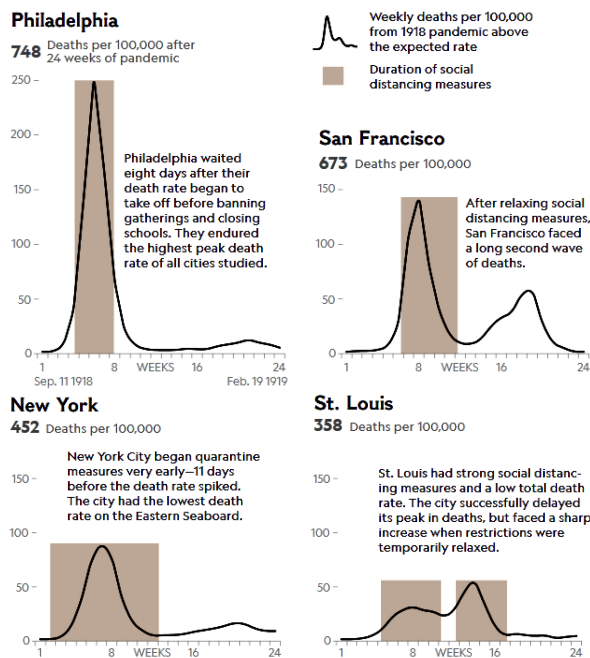 Philadelphia
748 Deaths per 100,000 after
24 weeks of pandemic
Weekly deaths per 100,000
from 1918 pandemic above
the expected rate
Duration of social
distancing measures
250
200
150
100
50
0
Philadelphia waited
eight days after their
death rate began to
take off before banning
gatherings and closing
schools. They endured
the highest peak death
rate of all cities studied.
1 8 WEEKS 16 24
Sep. 11 1918 Feb. 19 1919
San Francisco
673 Deaths per 100,000
150
100
50
0
After relaxing social
distancing measures,
San Francisco faced
a long second wave
of deaths.
8 WEEKS 16 24
New York
452 Deaths per 100,000
New York City began quarantine
measures very early—11 days
before the death rate spiked.
The city had the lowest death
rate on the Eastern Seaboard.
150
100
50
0
1 8 WEEKS 16 24
St. Louis
358 Deaths per 100,000
St. Louis had strong social distanc-
ing measures and a low total death
rate. The city successfully delayed
its peak in deaths, but faced a sharp
increase when restrictions were
temporarily relaxed.
150
100
50
0
1 8 WEEKS 16 24